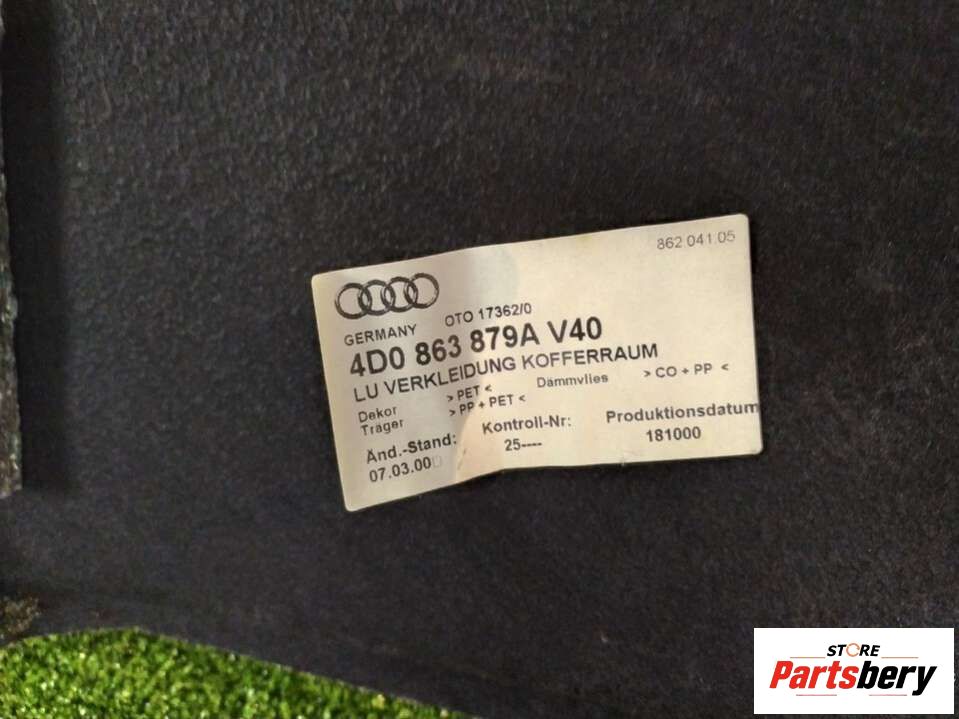 862 041 05
GERMANY OTO 17362/0
4D0 863 879A V40
LU VERKLEIDUNG KOFFERRAUM
Dekor > PET < Dämmvlies > CO + PP <
Träger > PP + PET <
Änd.-Stand: Kontroll-Nr: Produktionsdatum
07.03.00 25---- 181000
STORE
Partsbery